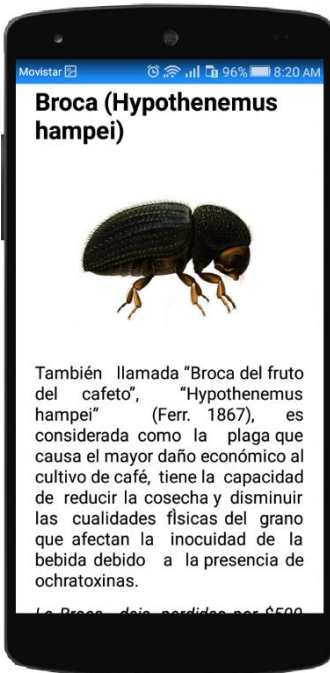 Movistar 96% 8:20 AM
Broca (Hypothenemus
hampei)
También llamada “Broca del fruto
del cafeto”, “Hypothenemus
hampei” (Ferr. 1867), es
considerada como la plaga que
causa el mayor daño económico al
cultivo de café, tiene la capacidad
de reducir la cosecha y disminuir
las cualidades físicas del grano
que afectan la inocuidad de la
bebida debido a la presencia de
ochratoxinas.